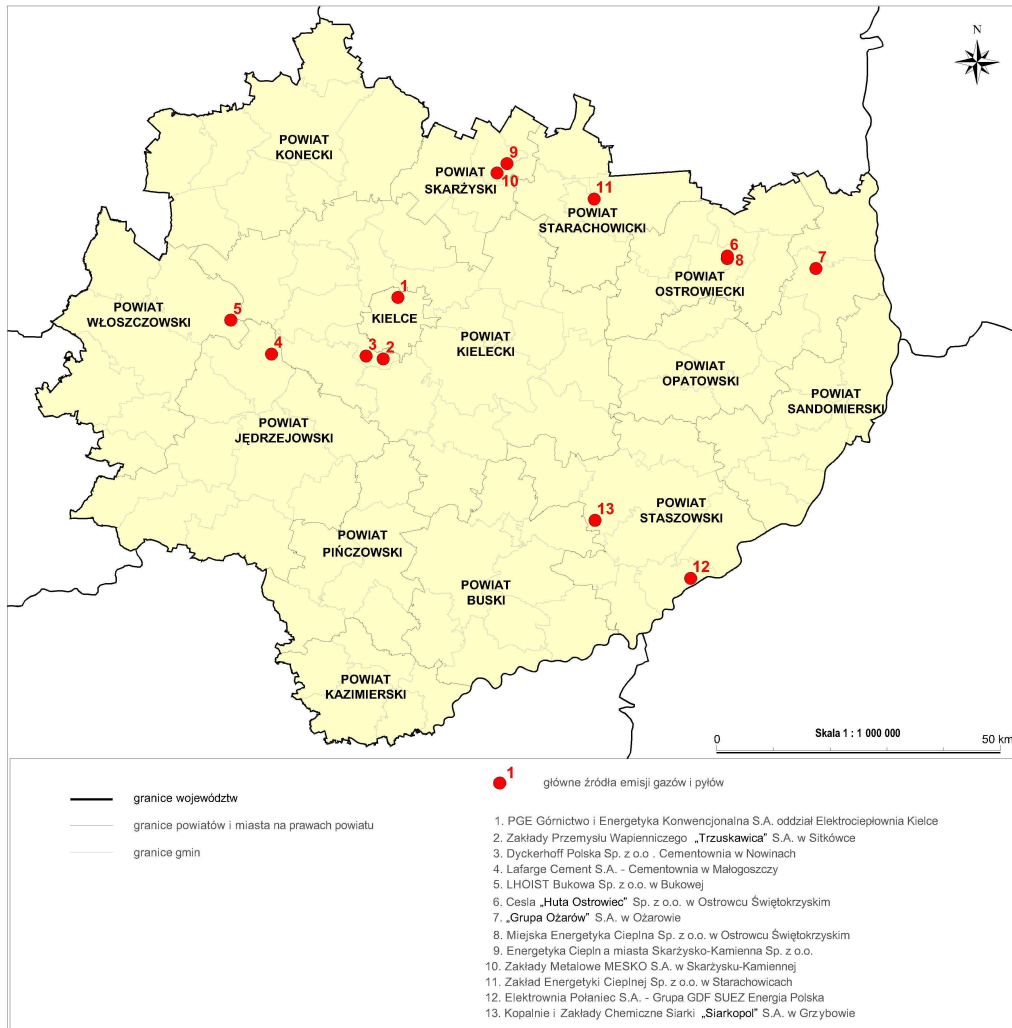 N
POWIAT
KONECKI
9
POWIAT
SKARŻYSKI
10
11
POWIAT
STARACHOWICKI
6
8
7
POWIAT
OSTROWIECKI
1
KIELCE
5
POWIAT
WŁOSZCZOWSKI
4
3
2
POWIAT
KIELECKI
POWIAT
OPATOWSKI
POWIAT
SANDOMIERSKI
POWIAT
JĘDRZEJOWSKI
13
POWIAT
STASZOWSKI
POWIAT
PIŃCZOWSKI
12
POWIAT
BUSKI
POWIAT
KAZIMIERSKI
0
Skala 1 : 1 000 000
50 km
granice województw
granice powiatów i miasta na prawach powiatu
granice gmin
1
główne źródła emisji gazów i pyłów
1. PGE Górnictwo i Energetyka Konwencjonalna S.A. oddział Elektrociepłownia Kielce
2. Zakłady Przemysłu Wapienniczego „Trzuskawica" S.A. w Sitkówce
3. Dyckerhoff Polska Sp. z o.o . Cementownia w Nowinach
4. Lafarge Cement S.A. - Cementownia w Małogoszczy
5. LHOIST Bukowa Sp. z o.o. w Bukowej
6. Cesla „Huta Ostrowiec" Sp. z o.o. w Ostrowcu Świętokrzyskim
7. „Grupa Ożarów" S.A. w Ożarowie
8. Miejska Energetyka Cieplna Sp. z o.o. w Ostrowcu Świętokrzyskim
9. Energetyka Ciepln a miasta Skarżysko-Kamienna Sp. z o.o.
10. Zakłady Metalowe MESKO S.A. w Skarżysku-Kamiennej
11. Zakład Energetyki Cieplnej Sp. z o.o. w Starachowicach
12. Elektrownia Połaniec S.A. - Grupa GDF SUEZ Energia Polska
13. Kopalnie i Zakłady Chemiczne Siarki „Siarkopol" S.A. w Grzybowie